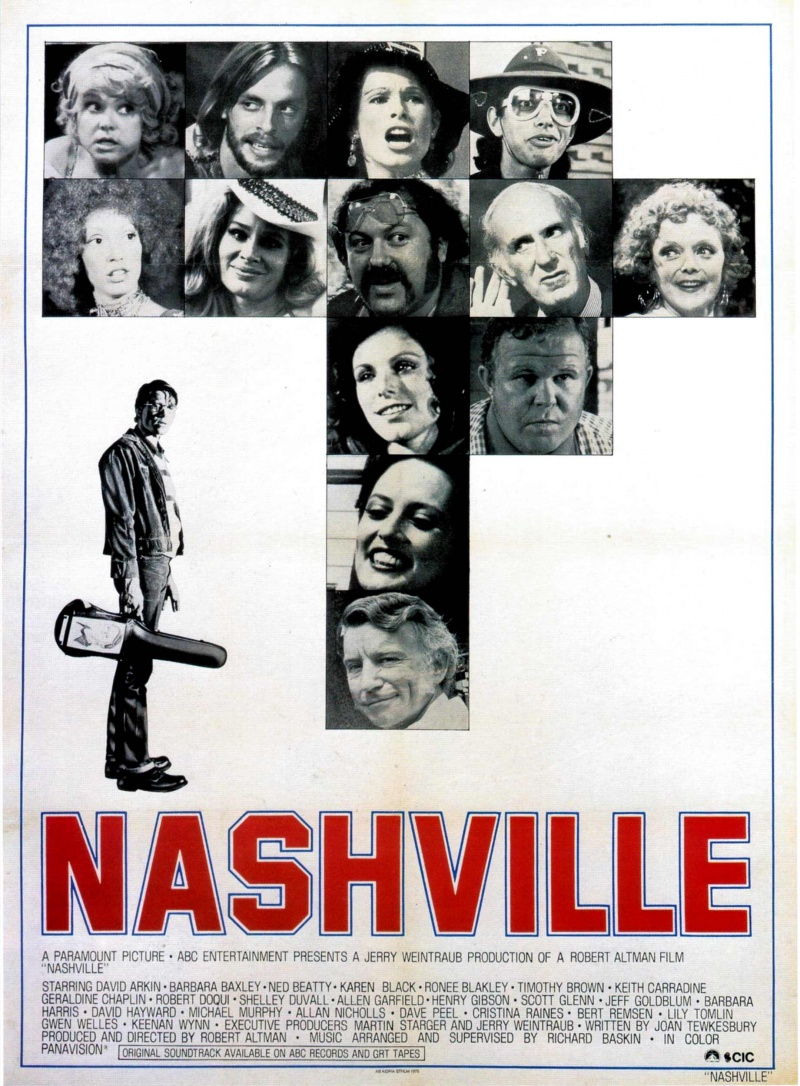 NASHVILLE
A PARAMOUNT PICTURE • ABC ENTERTAINMENT PRESENTS A JERRY WEINTRAUB PRODUCTION OF A ROBERT ALTMAN FILM
"NASHVILLE"
STARRING DAVID ARKIN • BARBARA BAXLEY • NED BEATTY • KAREN BLACK • RONEE BLAKLEY • TIMOTHY BROWN • KEITH CARRADINE
GERALDINE CHAPLIN • ROBERT DOQUI • SHELLEY DUVALL • ALLEN GARFIELD • HENRY GIBSON • SCOTT GLENN • JEFF GOLDBLUM • BARBARA
HARRIS • DAVID HAYWARD • MICHAEL MURPHY • ALLAN NICHOLLS • DAVE PEEL • CRISTINA RAINES • BERT REMSEN • LILY TOMLIN
GWEN WELLES • KEENAN WYNN • EXECUTIVE PRODUCERS MARTIN STARGER AND JERRY WEINTRAUB • WRITTEN BY JOAN TEWKESBURY
PRODUCED AND DIRECTED BY ROBERT ALTMAN • MUSIC ARRANGED AND SUPERVISED BY RICHARD BASKIN • IN COLOR
PANAVISION® ORIGINAL SOUNDTRACK AVAILABLE ON ABC RECORDS AND GRT TAPES
CIC
"NASHVILLE"